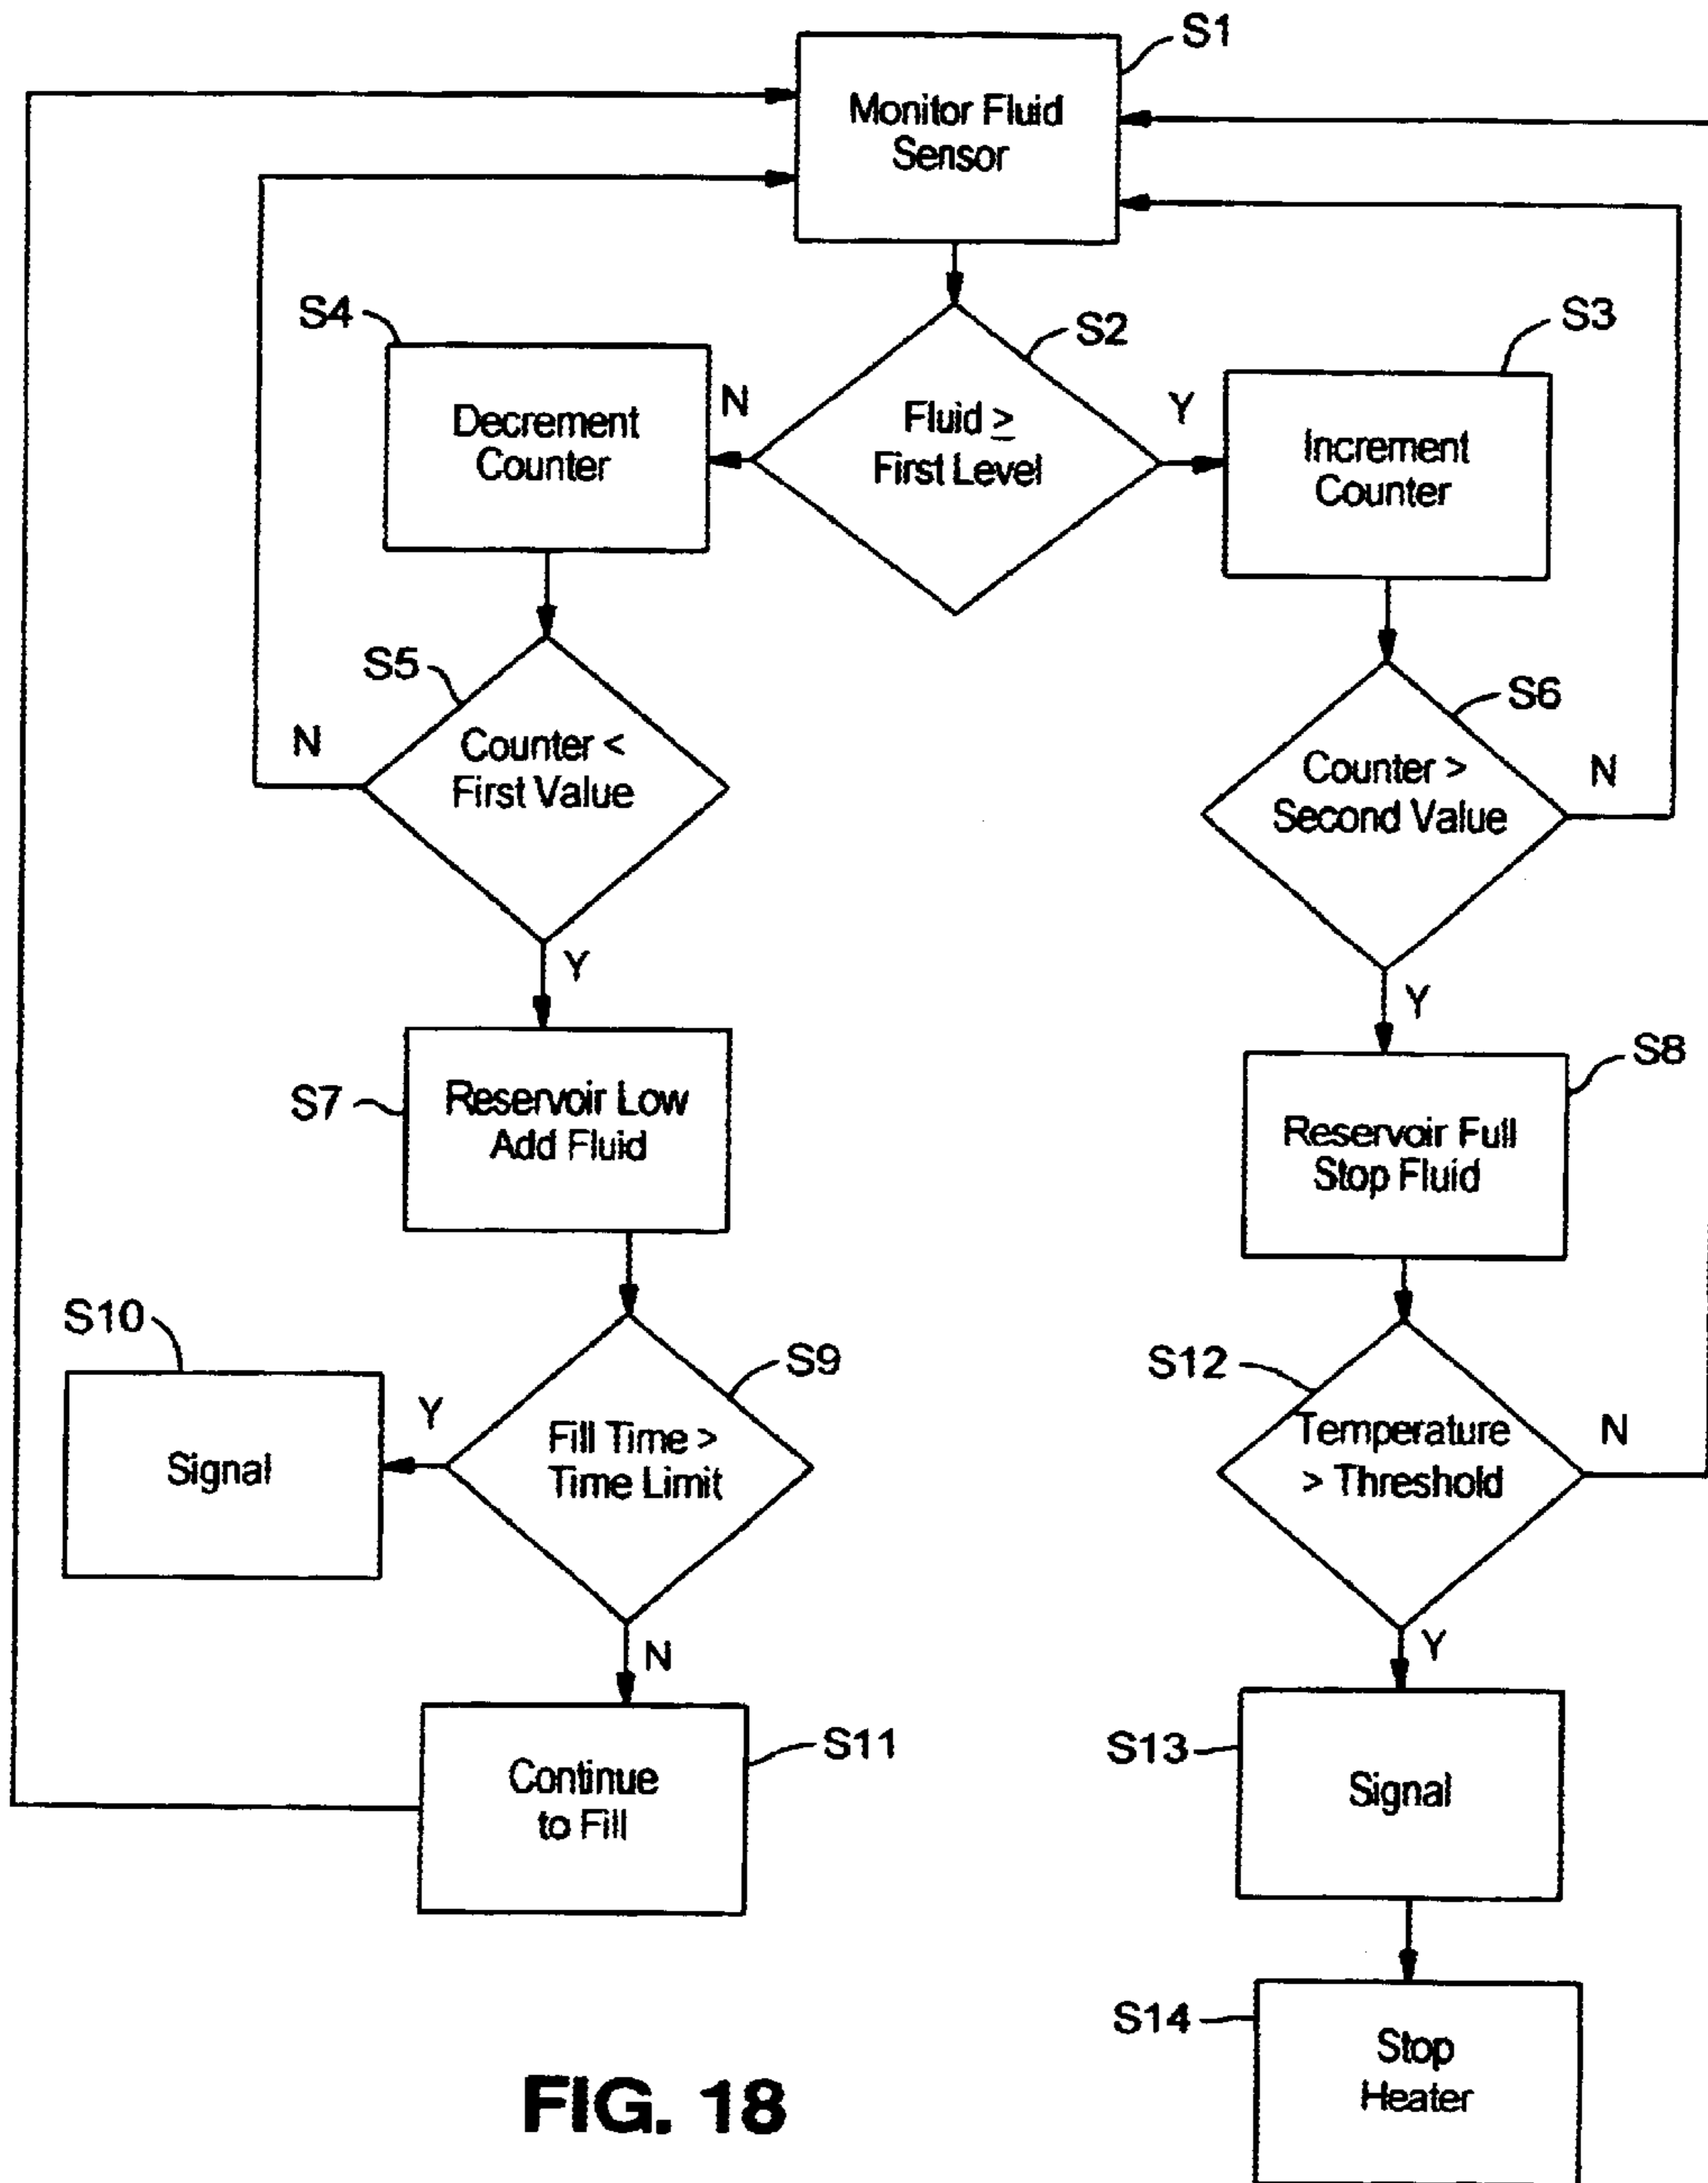 S1
Monitor Fluid
Sensor
S4
S2
S3
Decrement
Counter
N
Fluid ≥
First Level
Y
Increment
Counter
S5
S6
N
Counter <
First Value
Counter >
Second Value
N
Y
Y
S7
Reservoir Low
Add Fluid
S8
Reservoir Full
Stop Fluid
S10
S9
S12
Signal
Y
Fill Time >
Time Limit
Temperature
> Threshold
N
N
Y
S11
Continue
to Fill
S13
Signal
S14
Stop
Heater
FIG. 18